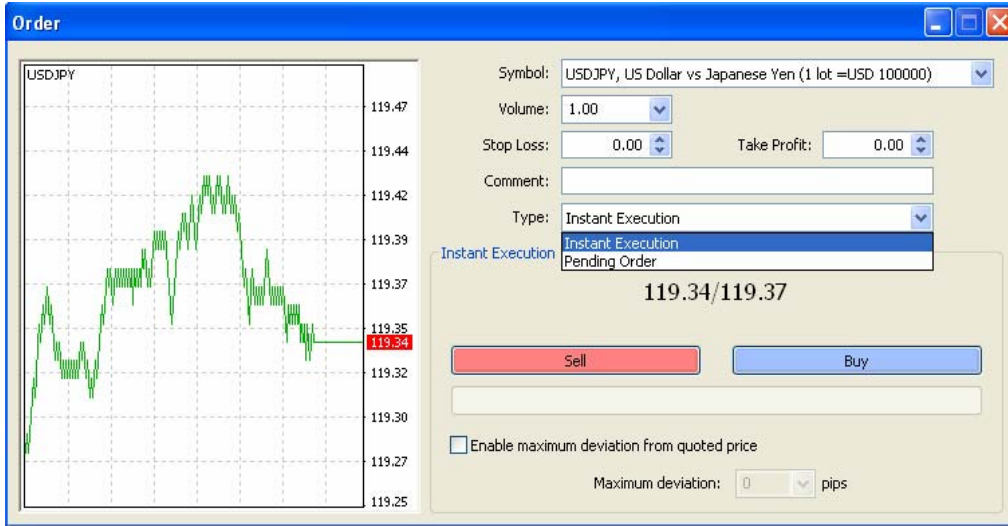 Order
USDJPY
119.47
119.44
119.42
119.39
119.37
119.35
119.34
119.32
119.30
119.27
119.25
Symbol: USDJPY, US Dollar vs Japanese Yen (1 lot =USD 100000)
Volume: 1.00
Stop Loss: 0.00 Take Profit: 0.00
Comment:
Type: Instant Execution
Instant Execution
Pending Order
Instant Execution
119.34/119.37
Sell Buy
Enable maximum deviation from quoted price
Maximum deviation: 0 pips